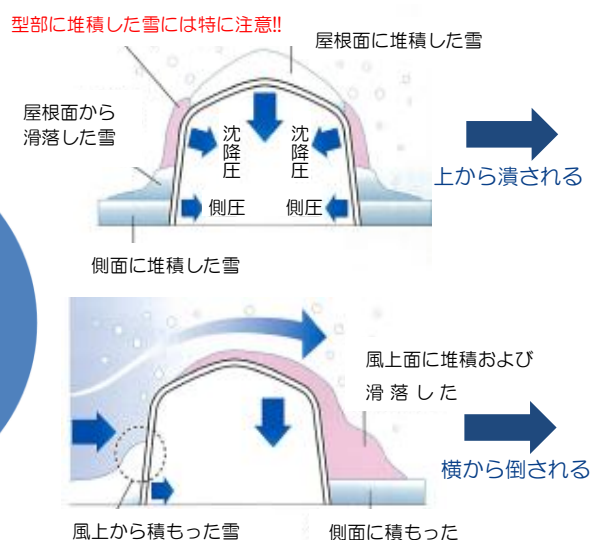 型部に堆積した雪には特に注意!!
屋根面に堆積した雪
屋根面から
滑落した雪
沈降圧
沈降圧
上から潰される
側圧
側圧
側面に堆積した雪
風上面に堆積および
滑落した
横から倒される
風上から積もった雪
側面に積もった